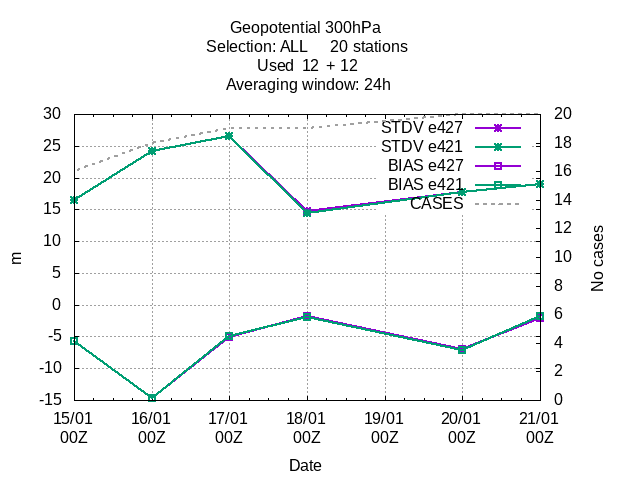 Geopotential 300hPa
Selection: ALL     20 stations
Used  12  + 12
Averaging window: 24h
30
25
20
15
10
5
0
-5
-10
-15
20
18
16
14
12
10
8
6
4
2
0
STDV e427
STDV e421
BIAS e427
BIAS e421
CASES
m
No cases
15/01 16/01 17/01 18/01 19/01 20/01 21/01
00Z 00Z 00Z 00Z 00Z 00Z 00Z
Date